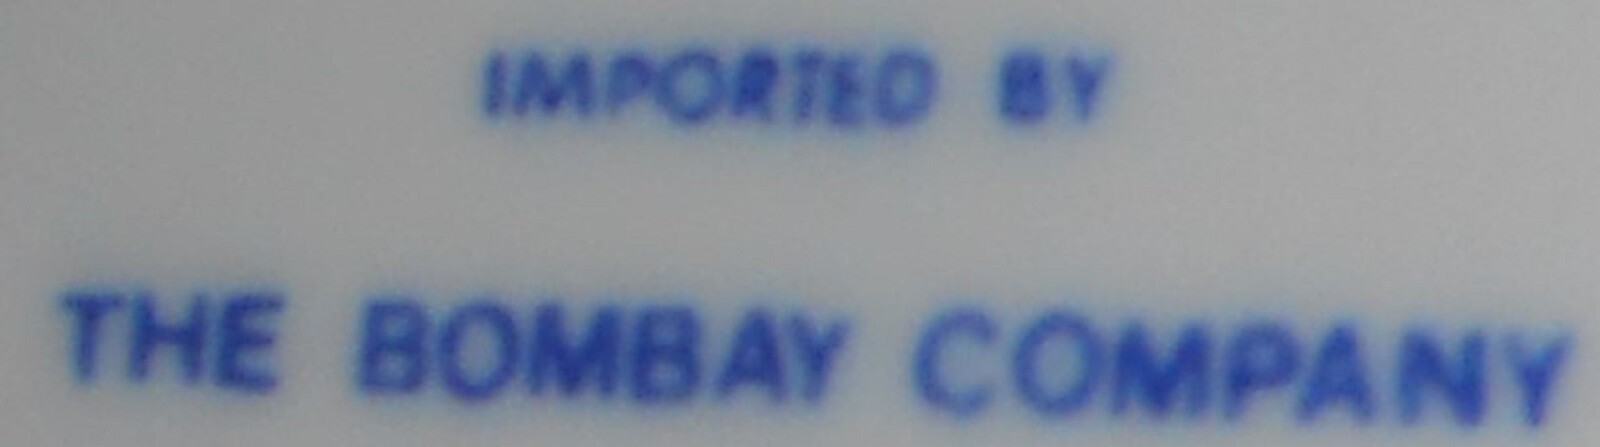 IMPORTED BY
THE BOMBAY COMPANY